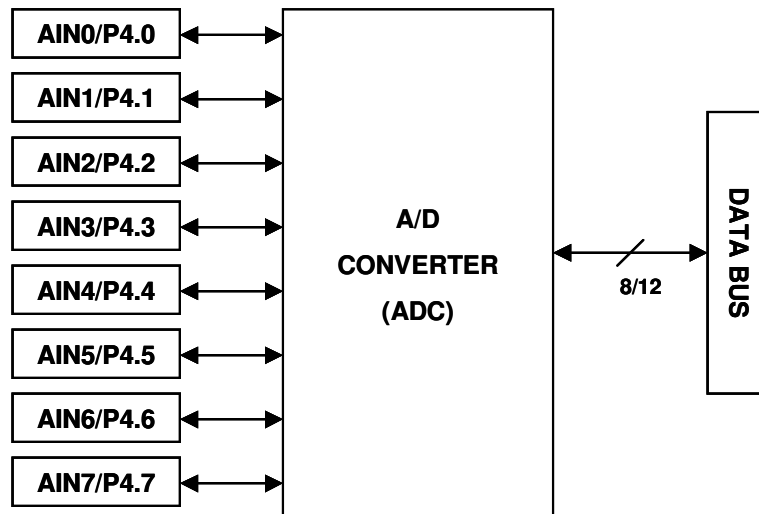 AIN0/P4.0
AIN1/P4.1
AIN2/P4.2
AIN3/P4.3
AIN4/P4.4
AIN5/P4.5
AIN6/P4.6
AIN7/P4.7
A/D
CONVERTER
(ADC)
8/12
DATA BUS